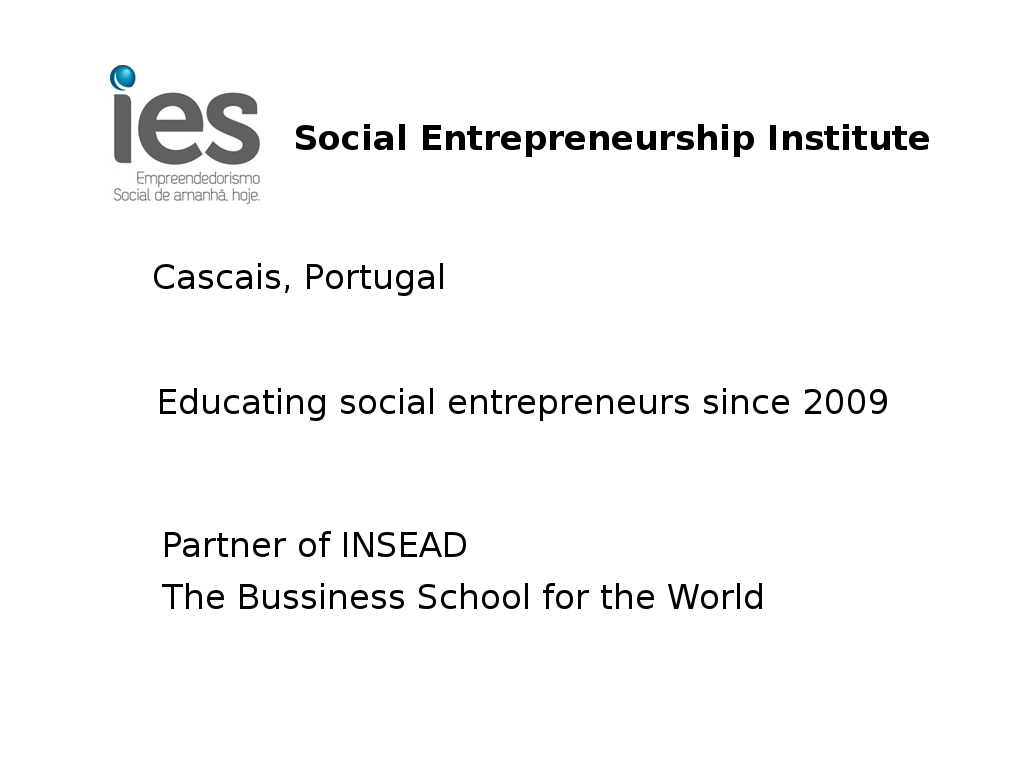 ies
Empreendedorismo
Social de amanhã, hoje.
Social Entrepreneurship Institute
Cascais, Portugal
Educating social entrepreneurs since 2009
Partner of INSEAD
The Bussiness School for the World